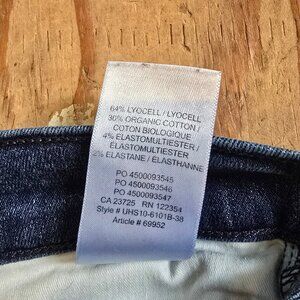 64% LYOCELL / LYOCELL
30% ORGANIC COTTON /
COTON BIOLOGIQUE
4% ELASTOMULTIESTER /
ÉLASTOMULTIESTER
2% ELASTANE / ÉLASTHANNE
PO 4500093545
PO 4500093546
PO 4500093547
CA 23725 RN 122354
Style # UHS10-6101B-38
Article # 69952